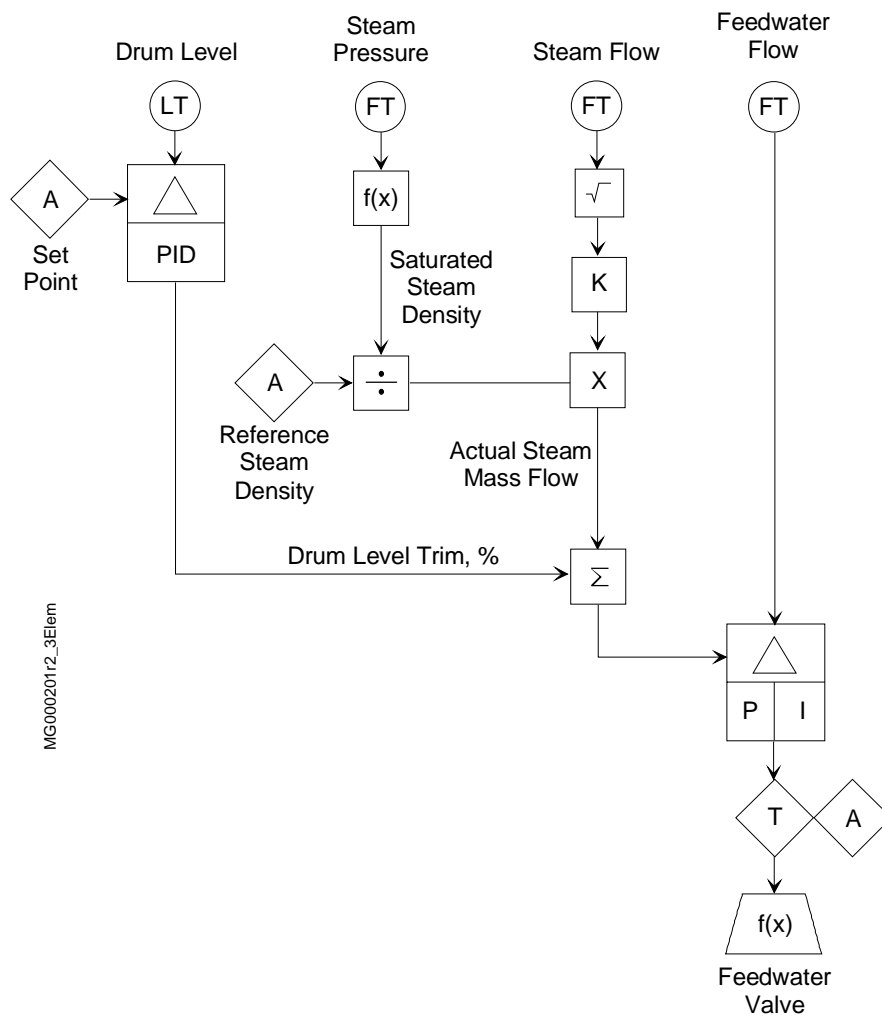 Drum Level
Steam
Pressure
Steam Flow
Feedwater
Flow
LT
FT
FT
FT
A
Set
Point
△
PID
f(x)
√
Saturated
Steam
Density
K
A
Reference
Steam
Density
÷
X
Actual Steam
Mass Flow
Drum Level Trim, %
Σ
△
P I
T A
f(x)
Feedwater
Valve
MG000201r2_3Elem